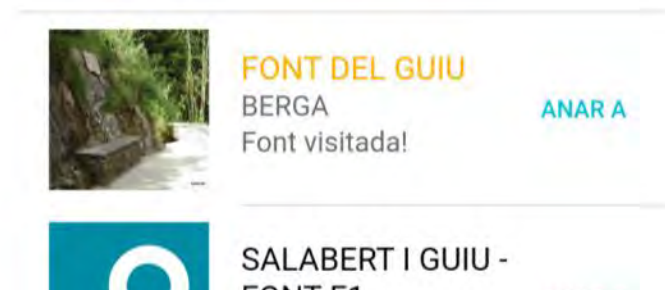 FONT DEL GUIU
BERGA
ANAR A
Font visitada!
SALABERT I GUIU -